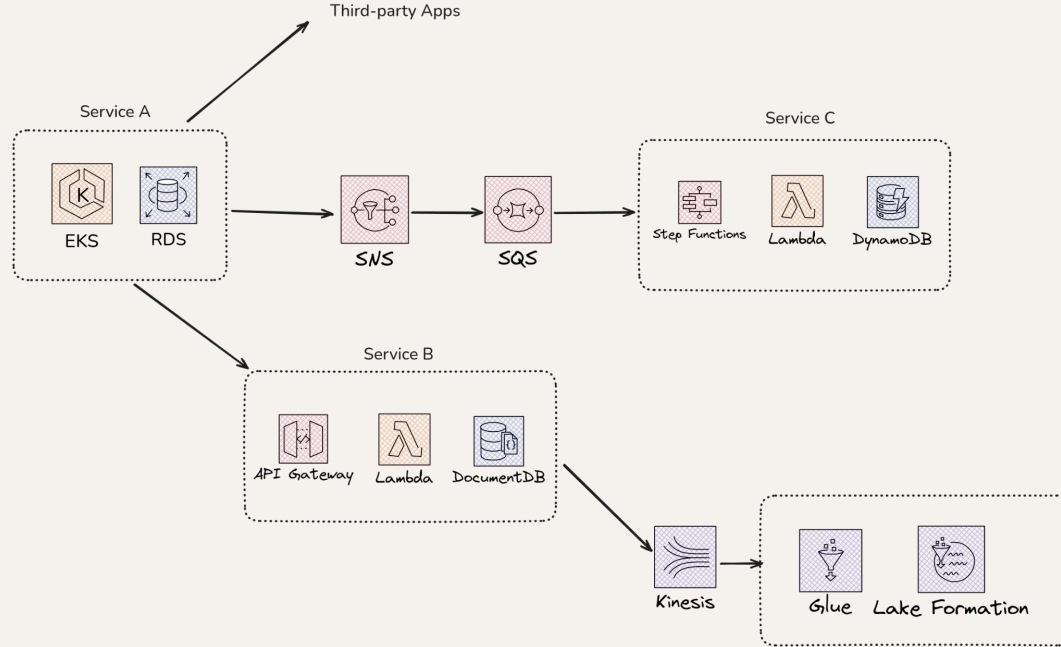 Third-party Apps
Service A
EKS
RDS
SNS
SQS
Service C
Step Functions
Lambda
DynamoDB
Service B
API Gateway
Lambda
DocumentDB
Kinesis
Glue
Lake Formation